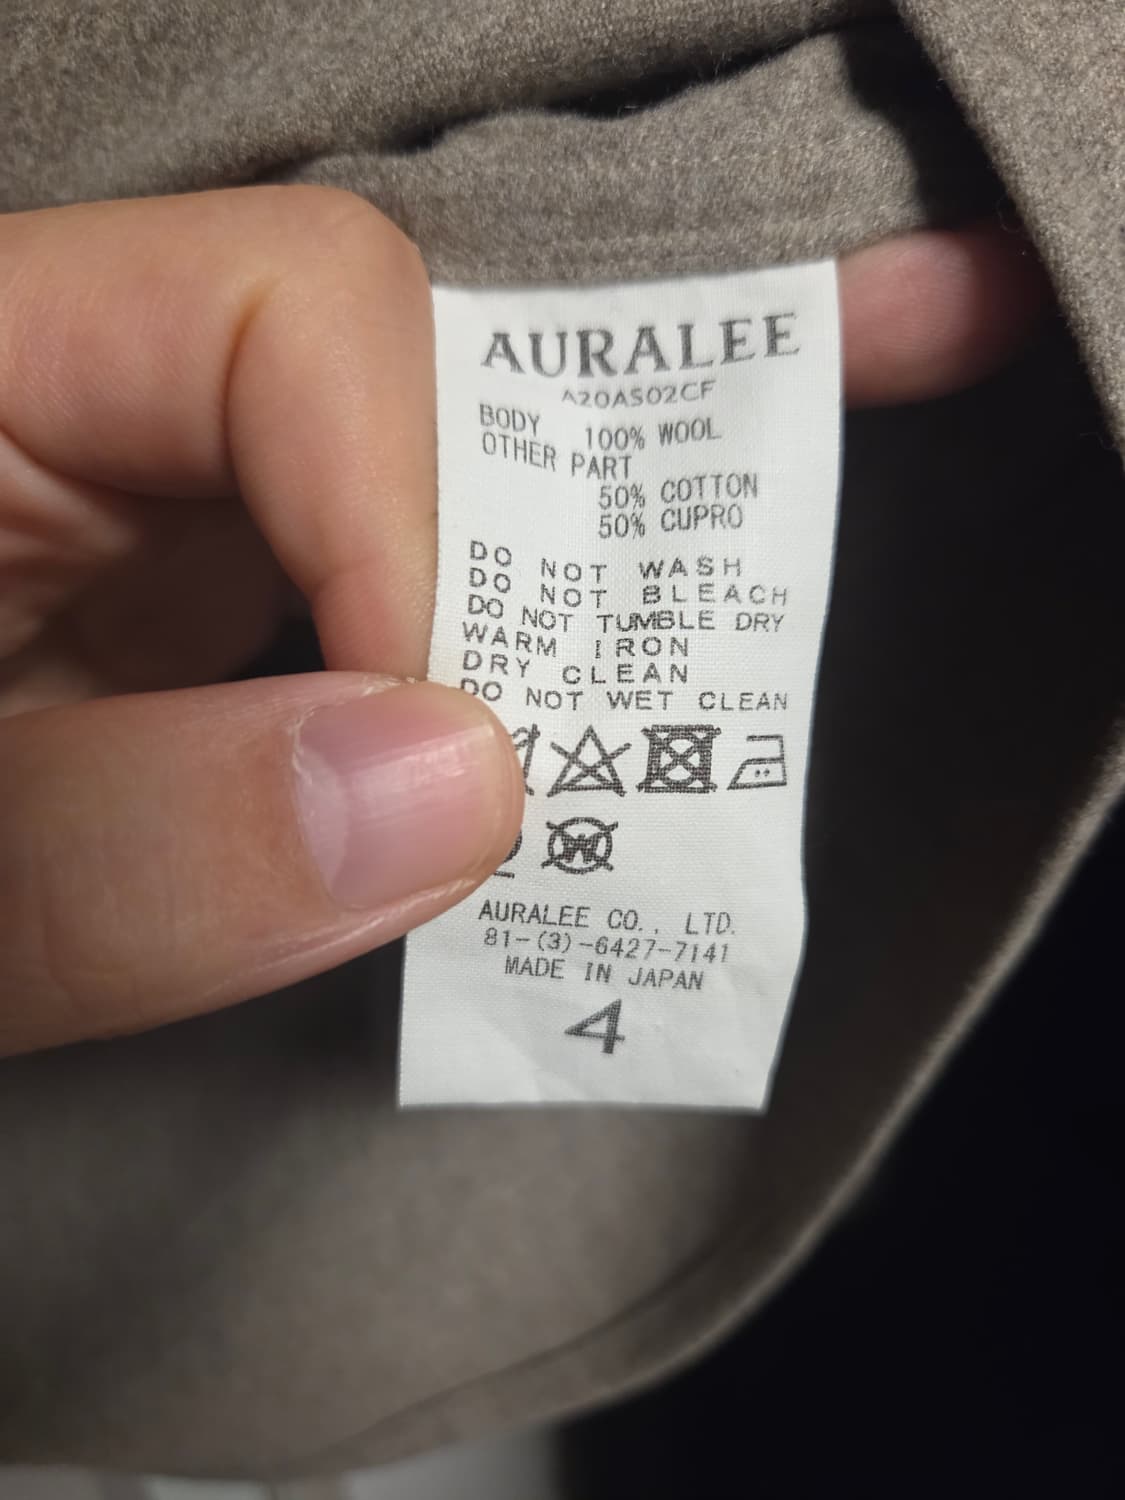 AURALEE
A20AS02CF
BODY 100% WOOL
OTHER PART
50% COTTON
50% CUPRO
DO NOT WASH
DO NOT BLEACH
DO NOT TUMBLE DRY
WARM IRON
DRY CLEAN
DO NOT WET CLEAN
W
AURALEE CO., LTD.
81-(3)-6427-7141
MADE IN JAPAN
4